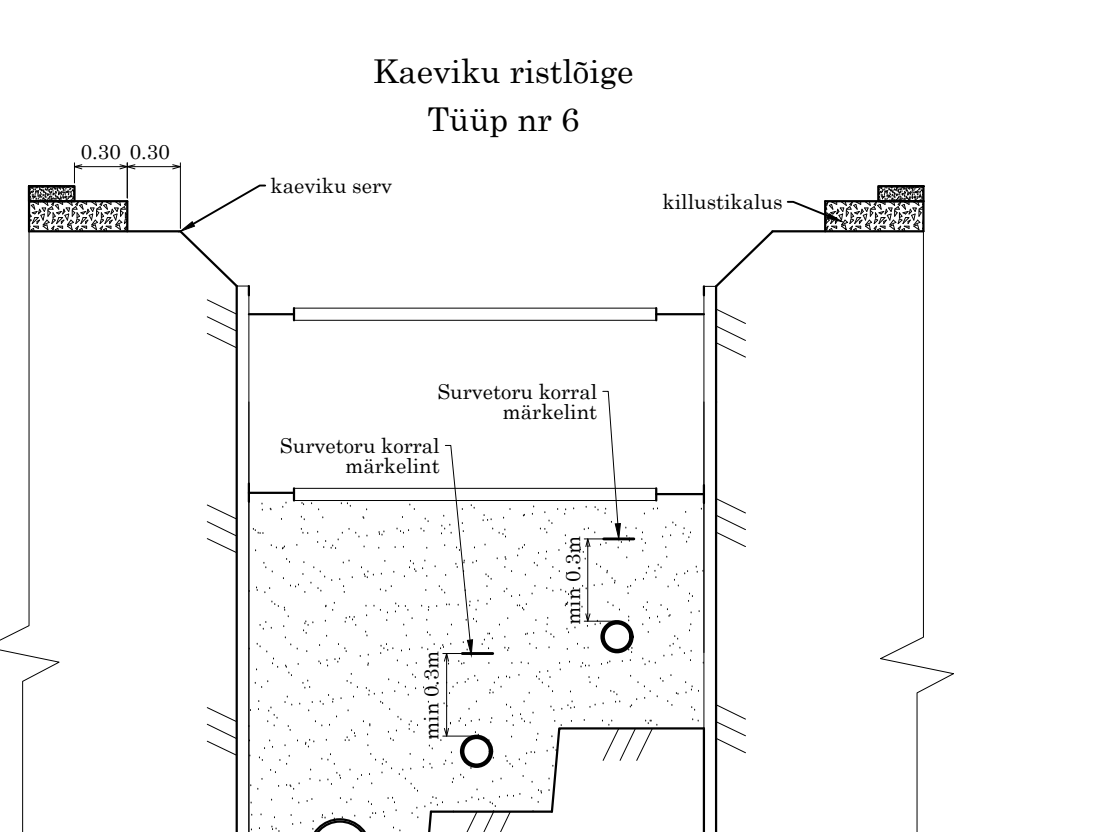 Kaeviku ristlõige
Tüüp nr 6
0.30 0.30
kaeviku serv
killustikalus
Survetoru korral
märkelint
Survetoru korral
märkelint
min 0.3m
min 0.3m